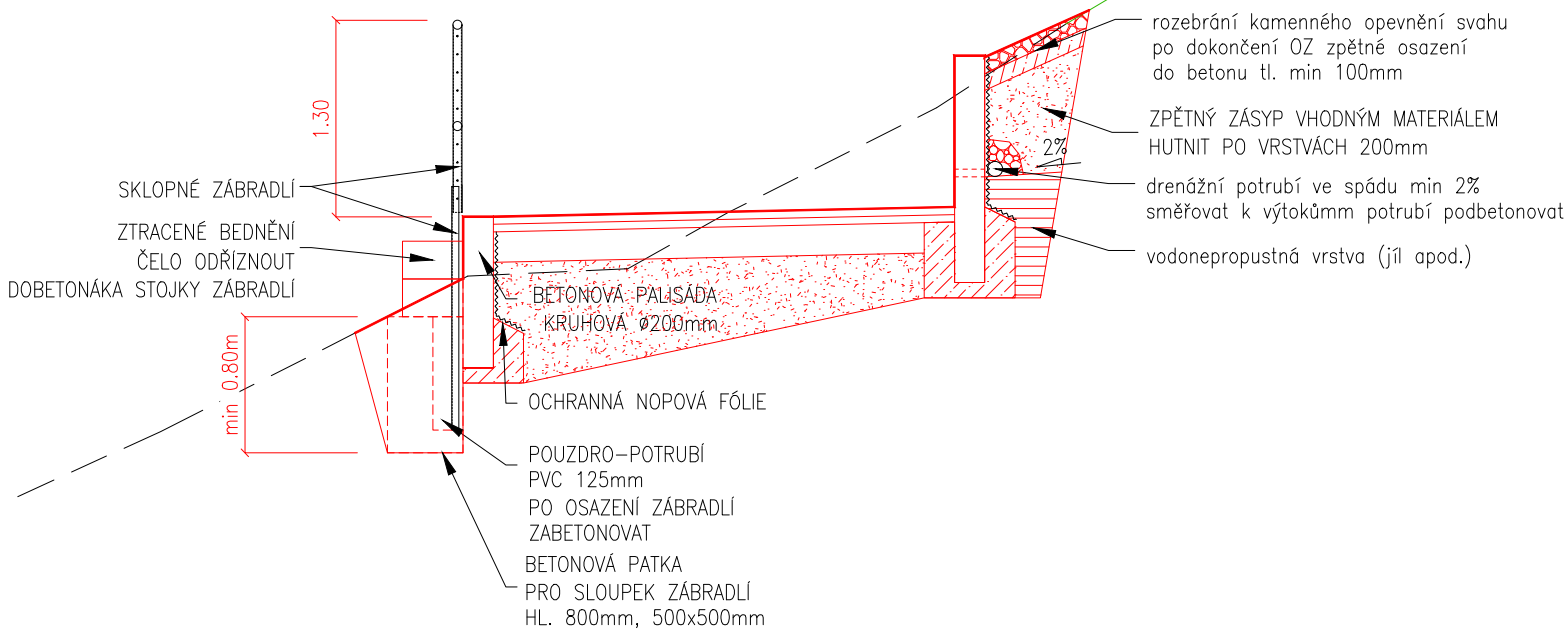 1.30
SKLOPNÉ ZÁBRADLÍ
ZTRACENÉ BEDNĚNÍ
ČELO ODŘÍZNOUT
DOBETONÁKA STOJKY ZÁBRADLÍ
min 0.80m
BETONOVÁ PALISÁDA
KRUHOVÁ ø200mm
OCHRANNÁ NOPOVÁ FÓLIE
POUZDRO-POTRUBÍ
PVC 125mm
PO OSAZENÍ ZÁBRADLÍ
ZABETONOVAT
BETONOVÁ PATKA
PRO SLOUPEK ZÁBRADLÍ
HL. 800mm, 500x500mm
rozebrání kamenného opevnění svahu
po dokončení OZ zpětné osazení
do betonu tl. min 100mm
ZPĚTNÝ ZÁSYP VHODNÝM MATERIÁLEM
HUTNIT PO VRSTVÁCH 200mm
2%
drenážní potrubí ve spádu min 2%
směřovat k výtokůmm potrubí podbetonovat
vodonepropustná vrstva (jíl apod.)